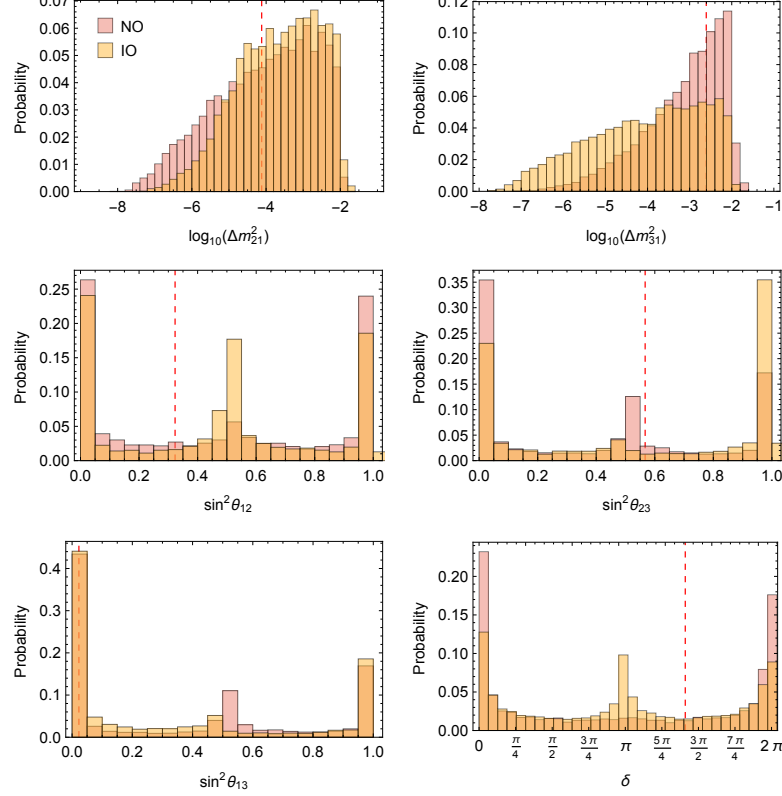 0.07
0.06
0.05
0.04
0.03
0.02
0.01
0.00
Probability
NO
IO
−8 −6 −4 −2
log₁₀(Δm²₂₁)
0.12
0.10
0.08
0.06
0.04
0.02
0.00
Probability
−8 −7 −6 −5 −4 −3 −2 −1
log₁₀(Δm²₃₁)
0.25
0.20
0.15
0.10
0.05
0.00
Probability
0.0 0.2 0.4 0.6 0.8 1.0
sin²θ₁₂
0.35
0.30
0.25
0.20
0.15
0.10
0.05
0.00
Probability
0.0 0.2 0.4 0.6 0.8 1.0
sin²θ₂₃
0.4
0.3
0.2
0.1
0.0
Probability
0.0 0.2 0.4 0.6 0.8 1.0
sin²θ₁₃
0.20
0.15
0.10
0.05
0.00
Probability
0 π/4 π/2 3π/4 π 5π/4 3π/2 7π/4 2π
δ